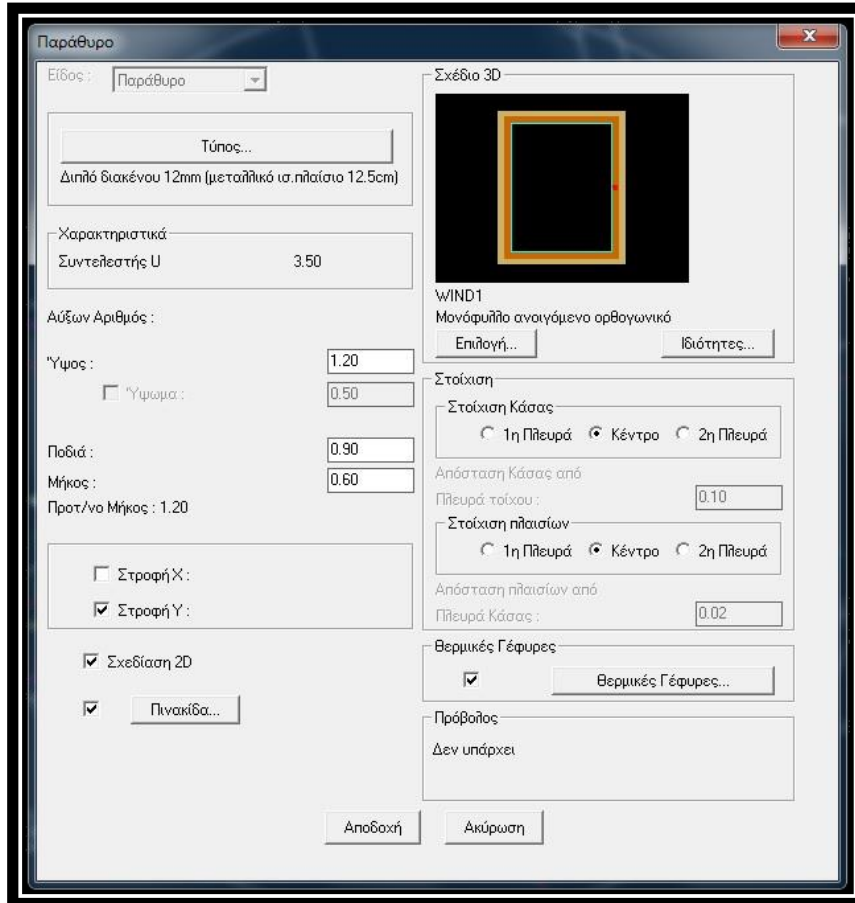 Παράθυρο
Είδος :
Παράθυρο
Τύπος...
Διπλό διακένου 12mm (μεταλλικό ισ.πλαίσιο 12.5cm)
Χαρακτηριστικά
Συντελεστής U 3.50
Αύξων Αριθμός :
Ύψος : 1.20
Ύψωμα : 0.50
Ποδιά : 0.90
Μήκος : 0.60
Προτ/νο Μήκος : 1.20
Στροφή X :
Στροφή Y :
Σχεδίαση 2D
Πινακίδα...
Σχέδιο 3D
WIND1
Μονόφυλλο ανοιγόμενο ορθογωνικό
Επιλογή... Ιδιότητες...
Στοίχιση
Στοίχιση Κάσας
1η Πλευρά Κέντρο 2η Πλευρά
Απόσταση Κάσας από
Πλευρά τοίχου : 0.10
Στοίχιση πλαισίων
1η Πλευρά Κέντρο 2η Πλευρά
Απόσταση πλαισίων από
Πλευρά Κάσας : 0.02
Θερμικές Γέφυρες
Θερμικές Γέφυρες...
Πρόβολος
Δεν υπάρχει
Αποδοχή Ακύρωση